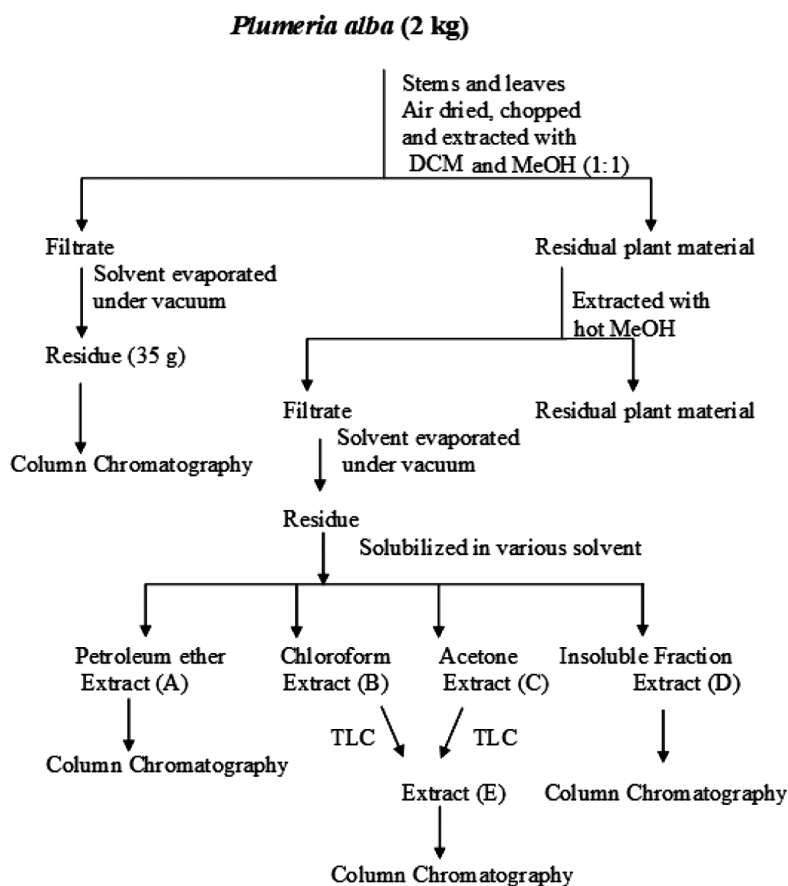 Plumeria alba (2 kg)
Stems and leaves
Air dried, chopped
and extracted with
DCM and MeOH (1:1)
Filtrate
Residual plant material
Solvent evaporated
under vacuum
Extracted with
hot MeOH
Residue (35 g)
Filtrate
Residual plant material
Column Chromatography
Solvent evaporated
under vacuum
Residue
Solubilized in various solvent
Petroleum ether
Extract (A)
Chloroform
Extract (B)
Acetone
Extract (C)
Insoluble Fraction
Extract (D)
TLC
TLC
Column Chromatography
Extract (E)
Column Chromatography
Column Chromatography